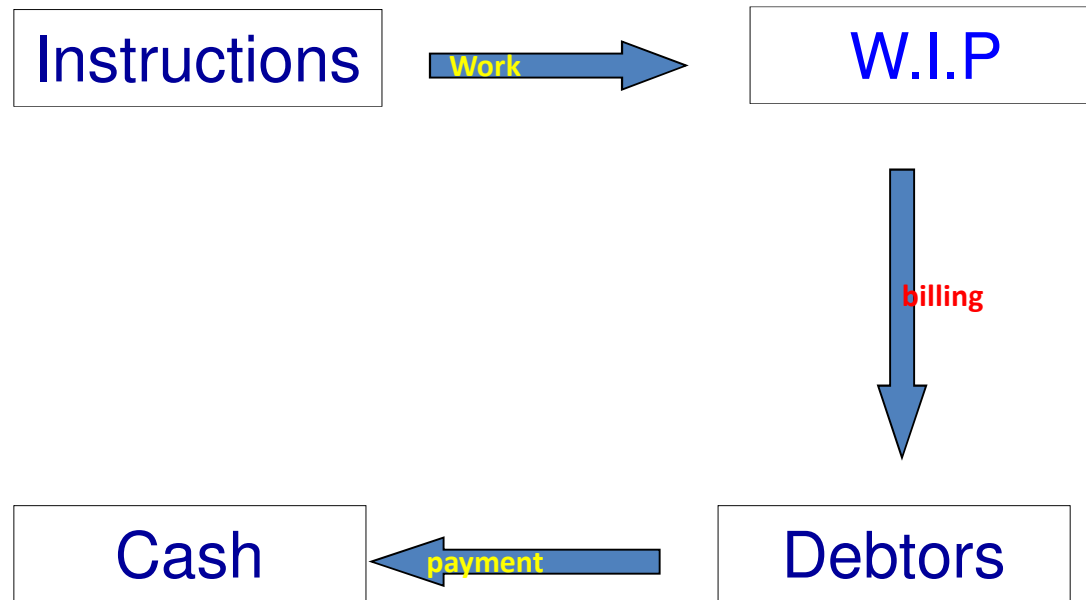 Instructions
Work
W.I.P
billing
Debtors
payment
Cash